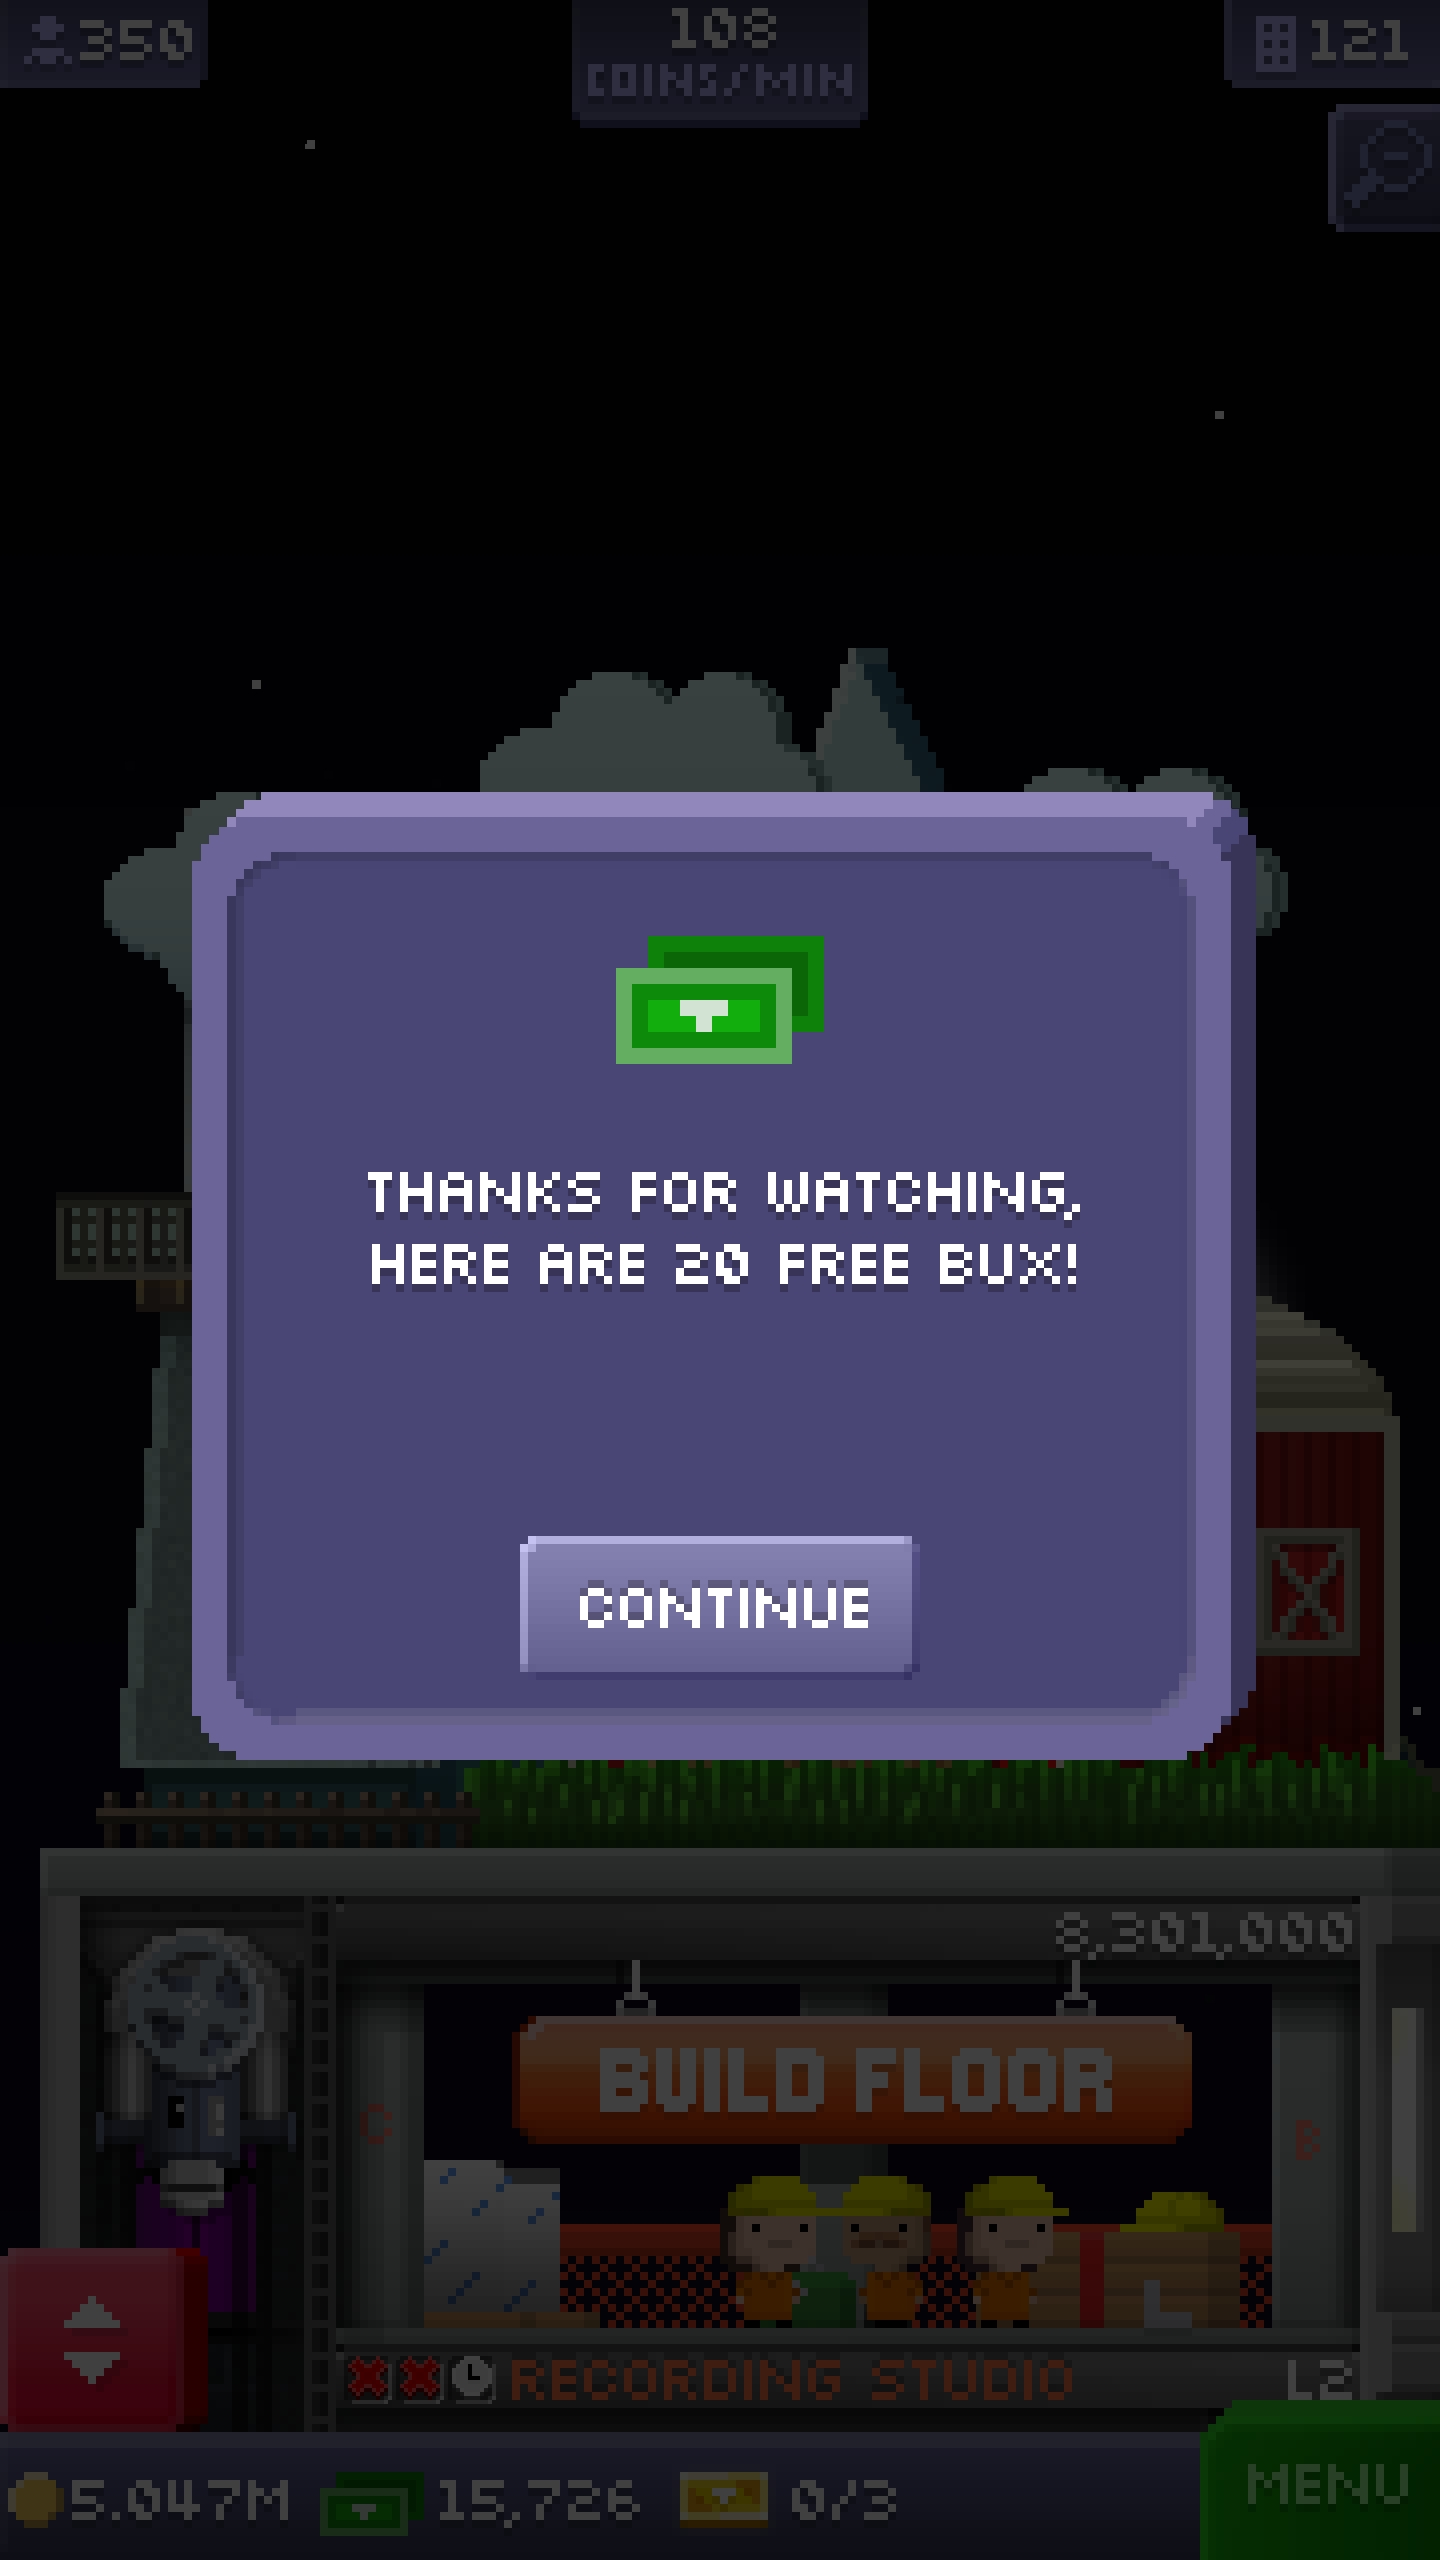 350
108
COINS/MIN
121
THANKS FOR WATCHING,
HERE ARE 20 FREE BUX!
CONTINUE
8,301,000
BUILD FLOOR
C
B
RECORDING STUDIO
L2
5.047M
15,726
0/3
MENU